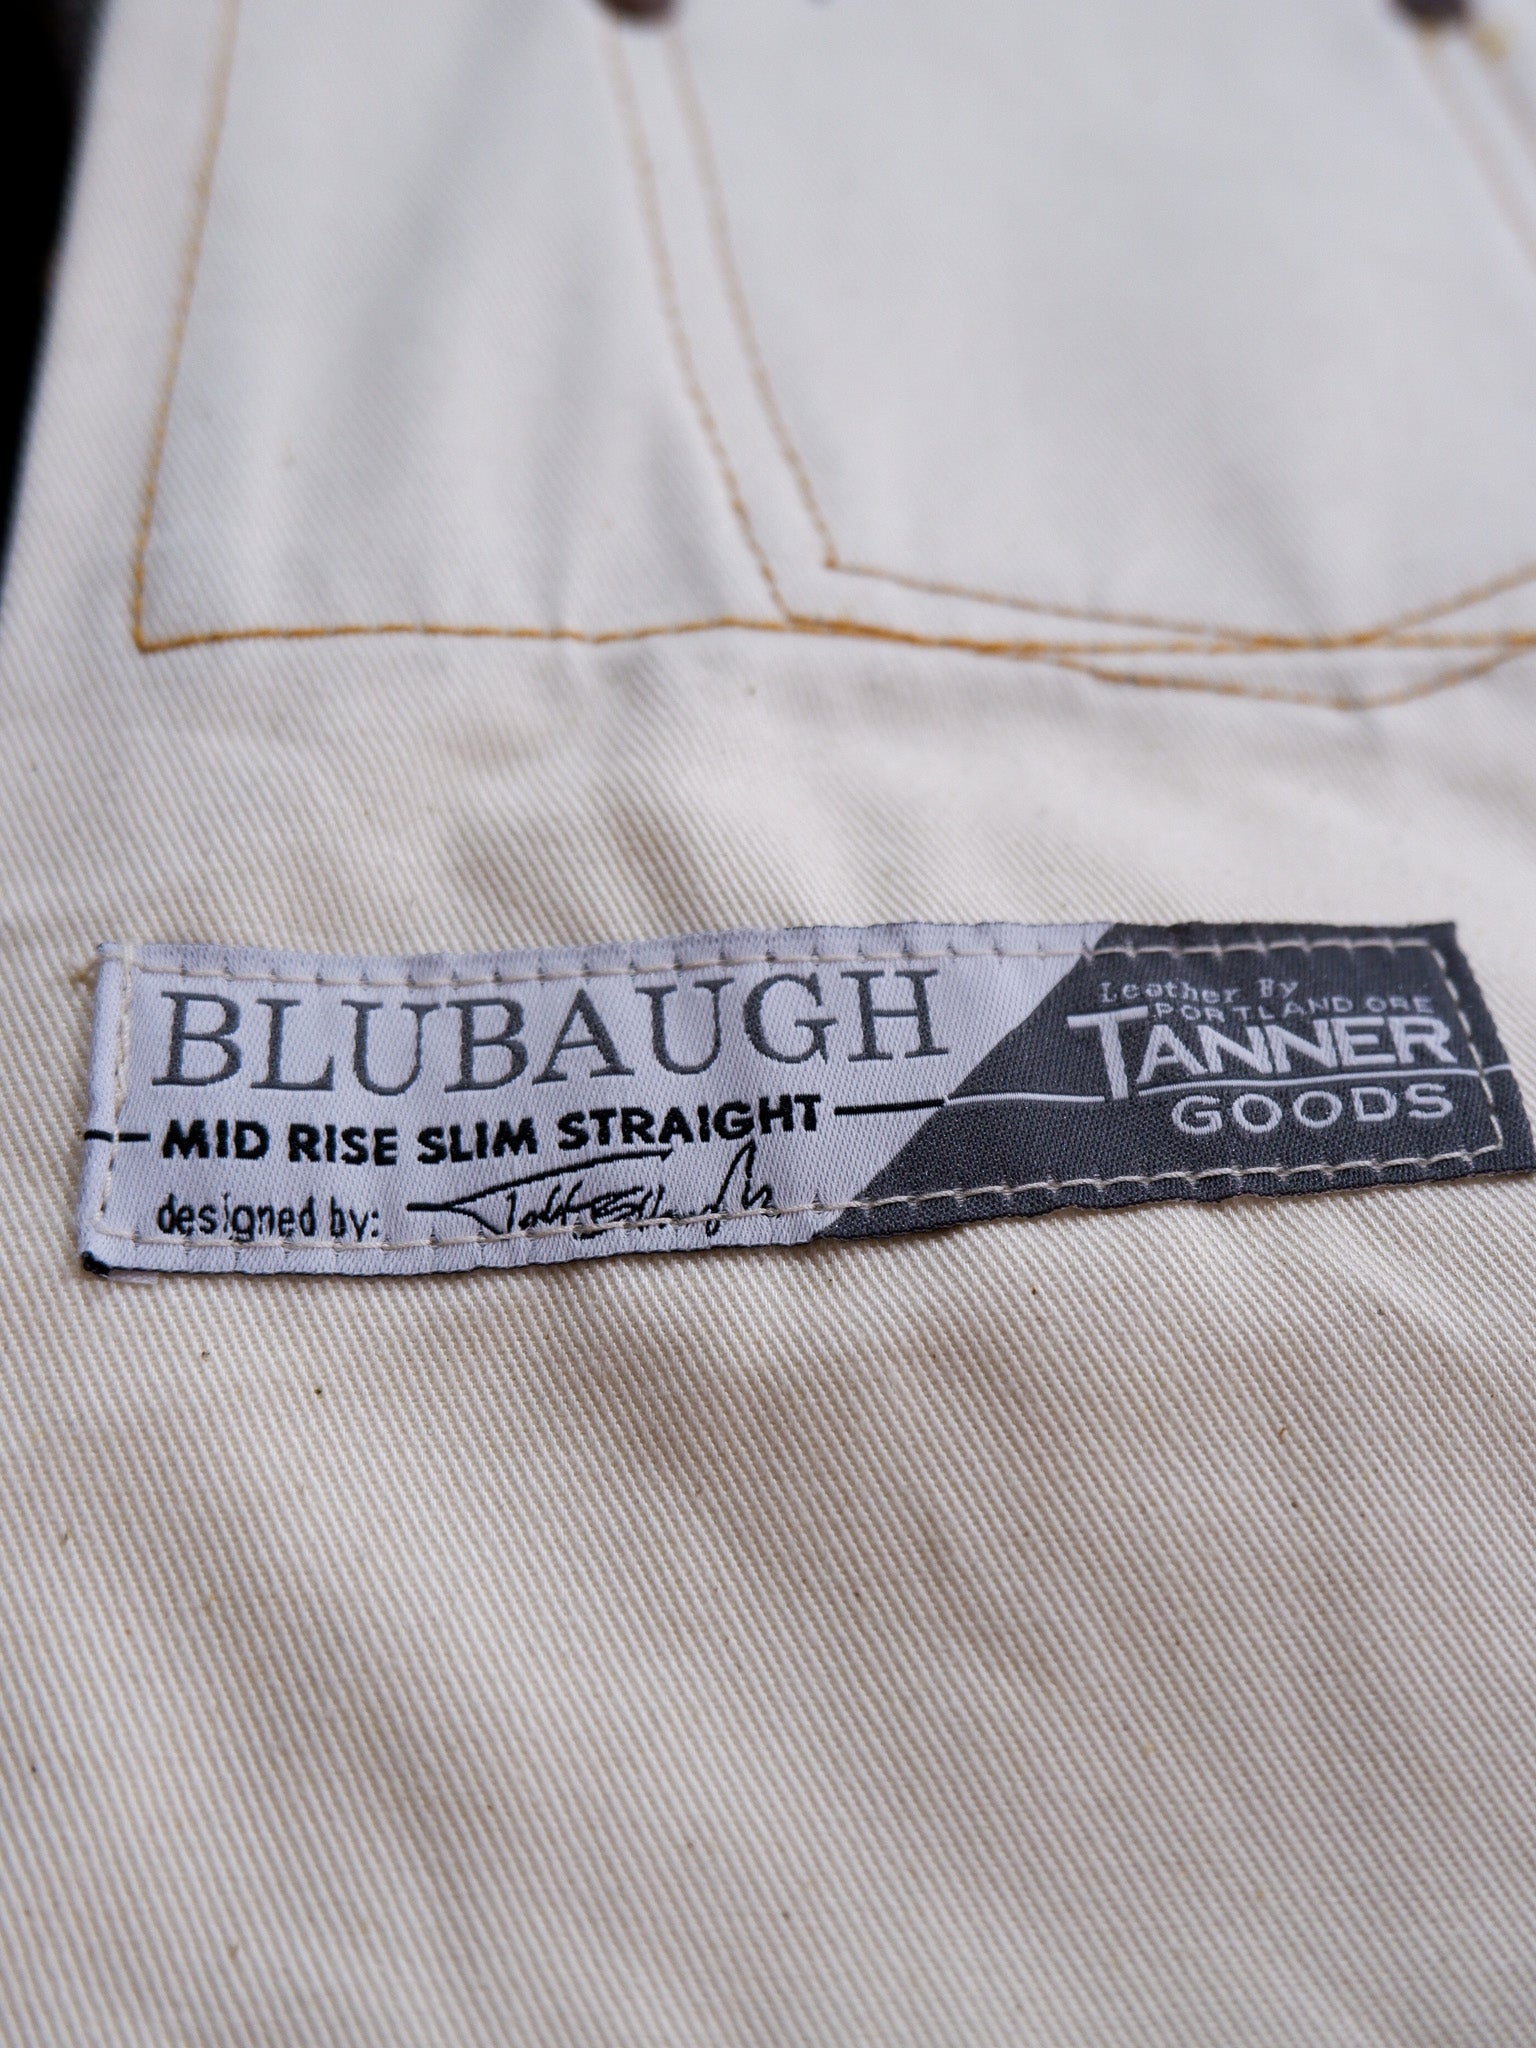 BLUBAUGH
MID RISE SLIM STRAIGHT
designed by:
Leather By
PORTLAND ORE
TANNER
GOODS